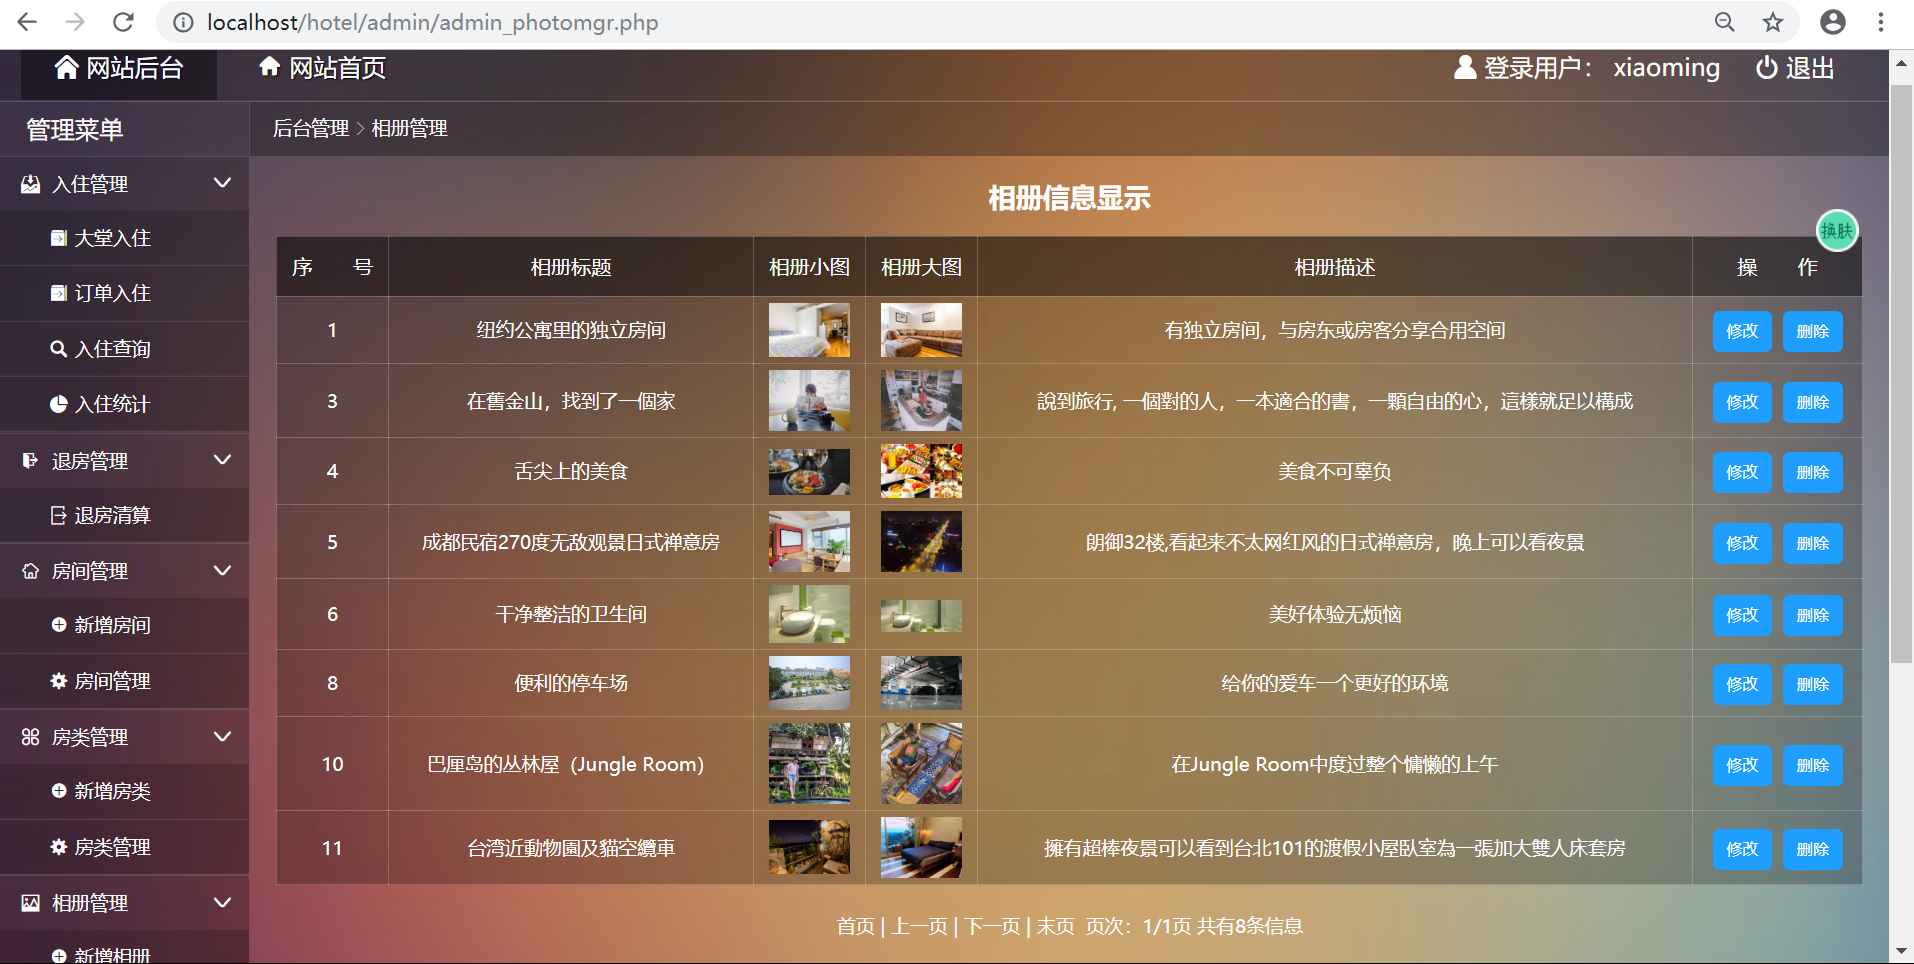 localhost/hotel/admin/admin_photomgr.php
网站后台 网站首页 登录用户： xiaoming 退出
管理菜单
后台管理 > 相册管理
入住管理
大堂入住
订单入住
入住查询
入住统计
退房管理
退房清算
房间管理
新增房间
房间管理
房类管理
新增房类
房类管理
相册管理
新增相册
相册信息显示
换肤
序 号 相册标题 相册小图 相册大图 相册描述 操 作
1 纽约公寓里的独立房间 有独立房间，与房东或房客分享合用空间 修改 删除
3 在舊金山，找到了一個家 說到旅行, 一個對的人，一本適合的書，一顆自由的心，這樣就足以構成 修改 删除
4 舌尖上的美食 美食不可辜负 修改 删除
5 成都民宿270度无敌观景日式禅意房 朗御32楼,看起来不太网红风的日式禅意房，晚上可以看夜景 修改 删除
6 干净整洁的卫生间 美好体验无烦恼 修改 删除
8 便利的停车场 给你的爱车一个更好的环境 修改 删除
10 巴厘岛的丛林屋（Jungle Room） 在Jungle Room中度过整个慵懒的上午 修改 删除
11 台湾近動物園及貓空纜車 擁有超棒夜景可以看到台北101的渡假小屋臥室為一張加大雙人床套房 修改 删除
首页 | 上一页 | 下一页 | 末页 页次：1/1页 共有8条信息